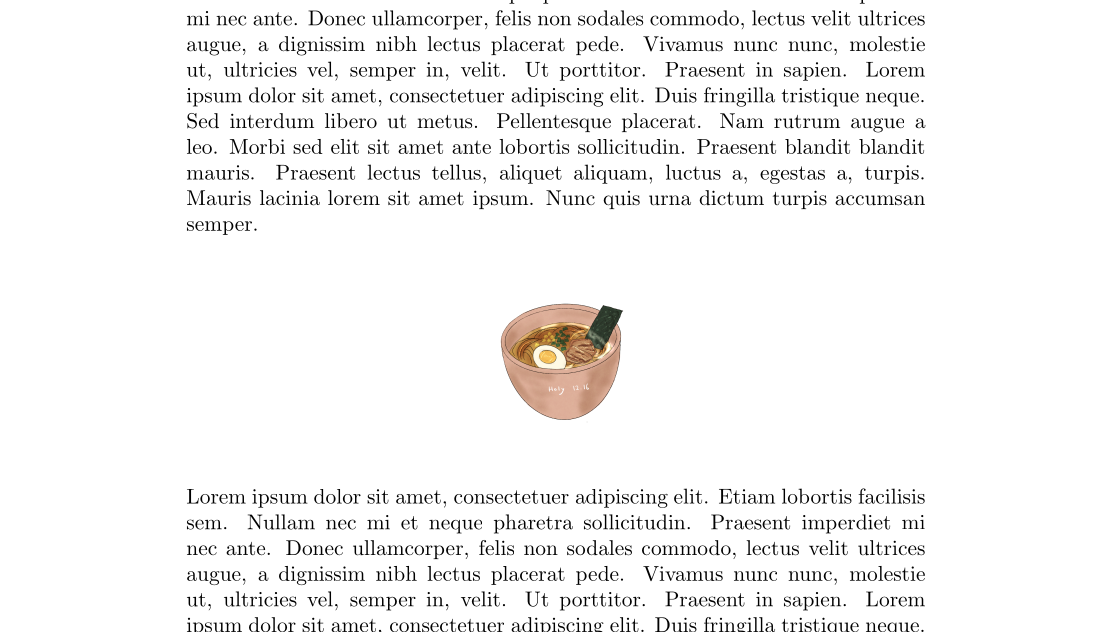 mi nec ante. Donec ullamcorper, felis non sodales commodo, lectus velit ultrices
augue, a dignissim nibh lectus placerat pede. Vivamus nunc nunc, molestie
ut, ultricies vel, semper in, velit. Ut porttitor. Praesent in sapien. Lorem
ipsum dolor sit amet, consectetuer adipiscing elit. Duis fringilla tristique neque.
Sed interdum libero ut metus. Pellentesque placerat. Nam rutrum augue a
leo. Morbi sed elit sit amet ante lobortis sollicitudin. Praesent blandit blandit
mauris. Praesent lectus tellus, aliquet aliquam, luctus a, egestas a, turpis.
Mauris lacinia lorem sit amet ipsum. Nunc quis urna dictum turpis accumsan
semper.
12.16
Lorem ipsum dolor sit amet, consectetuer adipiscing elit. Etiam lobortis facilisis
sem. Nullam nec mi et neque pharetra sollicitudin. Praesent imperdiet mi
nec ante. Donec ullamcorper, felis non sodales commodo, lectus velit ultrices
augue, a dignissim nibh lectus placerat pede. Vivamus nunc nunc, molestie
ut, ultricies vel, semper in, velit. Ut porttitor. Praesent in sapien. Lorem
ipsum dolor sit amet, consectetuer adipiscing elit. Duis fringilla tristique neque.